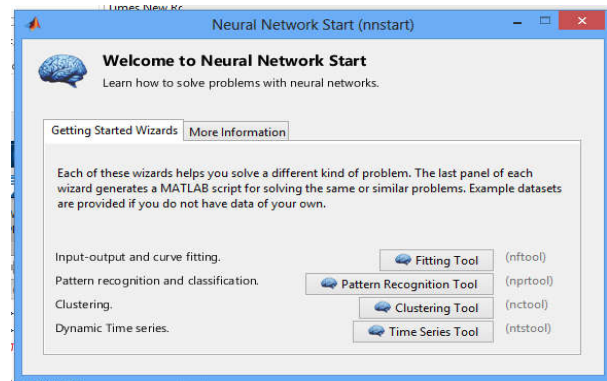 Times New Ro
Neural Network Start (nnstart)
Welcome to Neural Network Start
Learn how to solve problems with neural networks.
Getting Started Wizards More Information
Each of these wizards helps you solve a different kind of problem. The last panel of each
wizard generates a MATLAB script for solving the same or similar problems. Example datasets
are provided if you do not have data of your own.
Input-output and curve fitting. Fitting Tool (nftool)
Pattern recognition and classification. Pattern Recognition Tool (nprtool)
Clustering. Clustering Tool (nctool)
Dynamic Time series. Time Series Tool (ntstool)